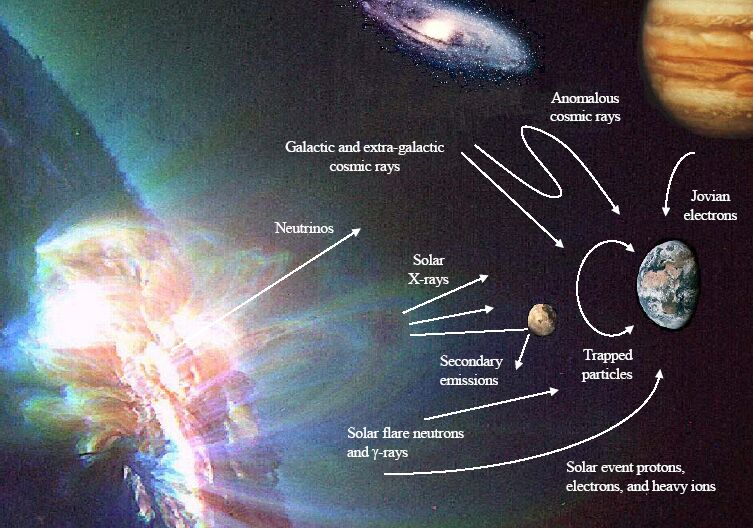 Anomalous
cosmic rays
Galactic and extra-galactic
cosmic rays
Jovian
electrons
Neutrinos
Solar
X-rays
Secondary
emissions
Trapped
particles
Solar flare neutrons
and γ-rays
Solar event protons,
electrons, and heavy ions